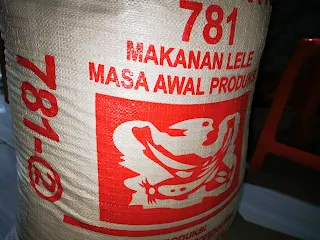 781
MAKANAN LELE
MASA AWAL PRODUK
781-②